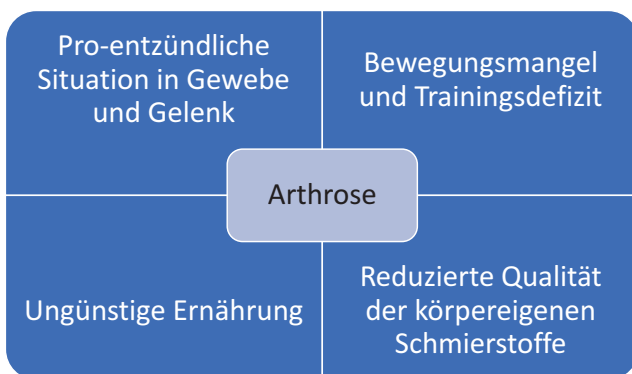 Pro-entzündliche
Situation in Gewebe
und Gelenk
Bewegungsmangel
und Trainingsdefizit
Arthrose
Ungünstige Ernährung
Reduzierte Qualität
der körpereigenen
Schmierstoffe